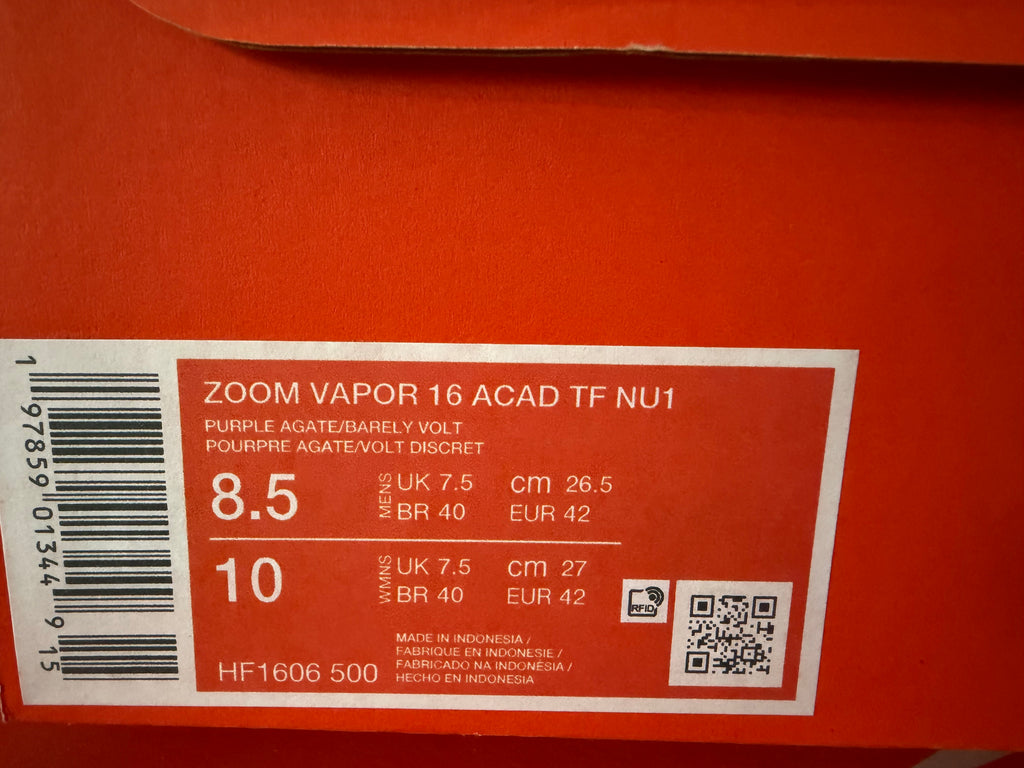 1 97859 01344 9 15
ZOOM VAPOR 16 ACAD TF NU1
PURPLE AGATE/BARELY VOLT
POURPRE AGATE/VOLT DISCRET
8.5 MENS UK 7.5 cm 26.5
BR 40 EUR 42
10 WMNS UK 7.5 cm 27
BR 40 EUR 42
RFID
MADE IN INDONESIA /
FABRIQUE EN INDONESIE /
FABRICADO NA INDONÉSIA /
HECHO EN INDONESIA
HF1606 500